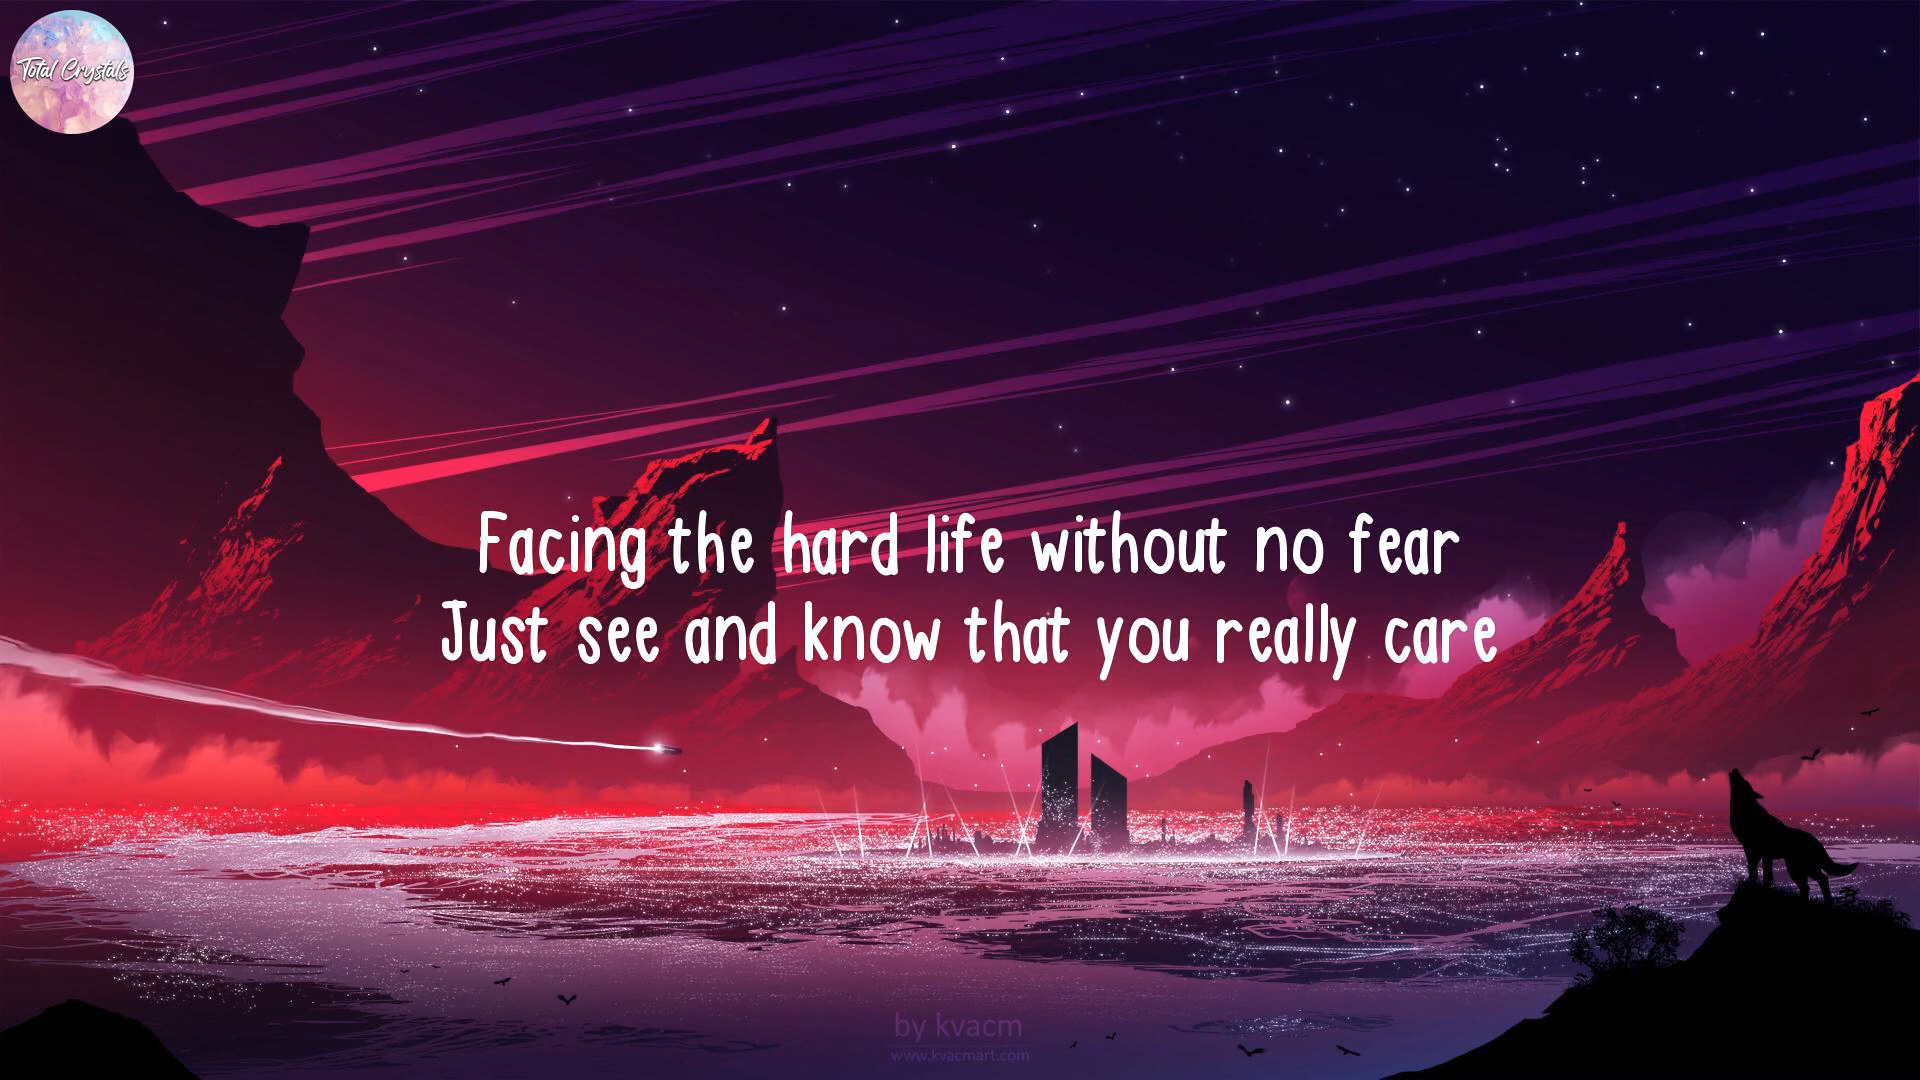 Total Crystals
Facing the hard life without no fear
Just see and know that you really care
by kvacm
www.kvacmart.com